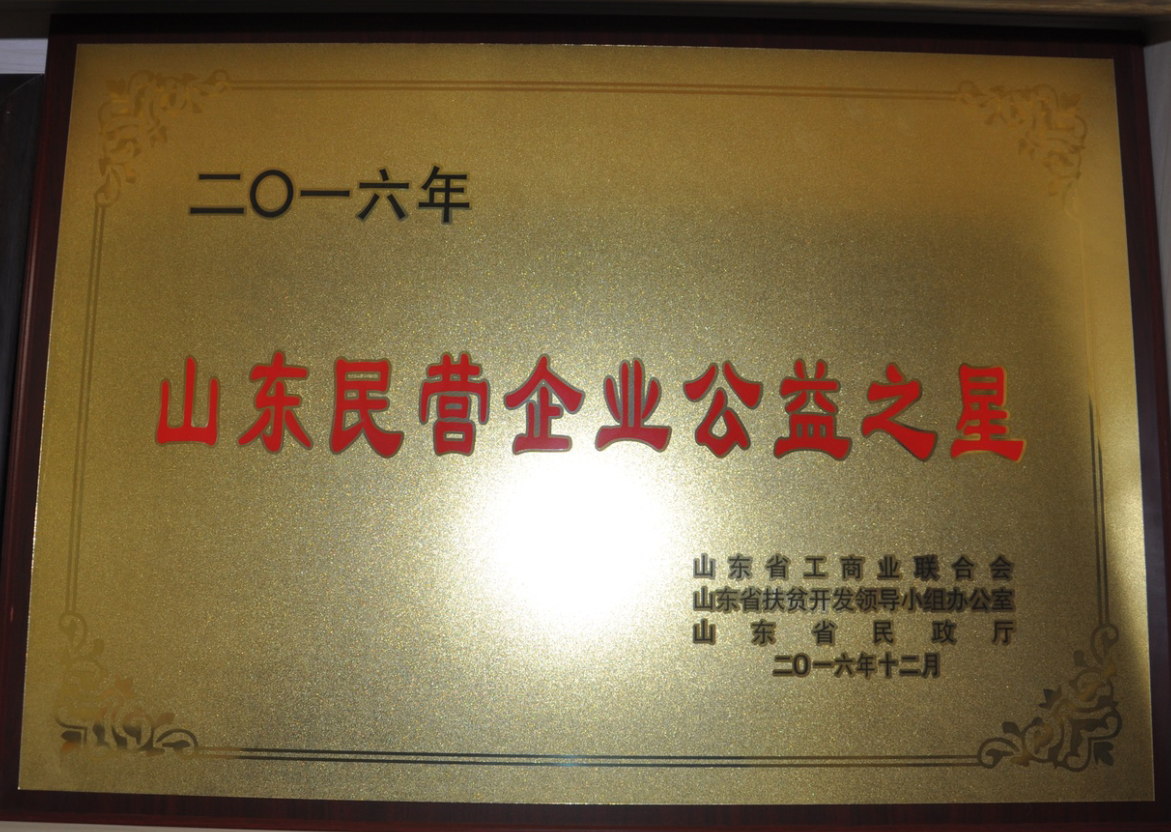 二〇一六年
山东民营企业公益之星
山东省工商业联合会
山东省扶贫开发领导小组办公室
山东省民政厅
二〇一六年十二月